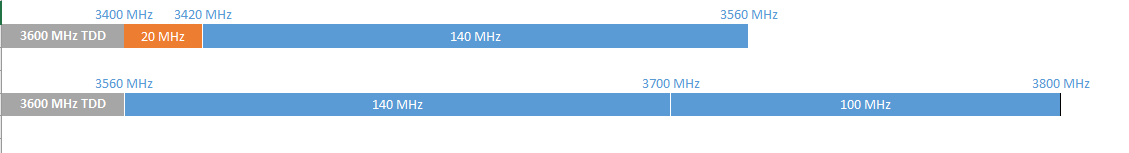 3400 MHz 3420 MHz 3560 MHz
3600 MHz TDD 20 MHz 140 MHz
3560 MHz 3700 MHz 3800 MHz
3600 MHz TDD 140 MHz 100 MHz